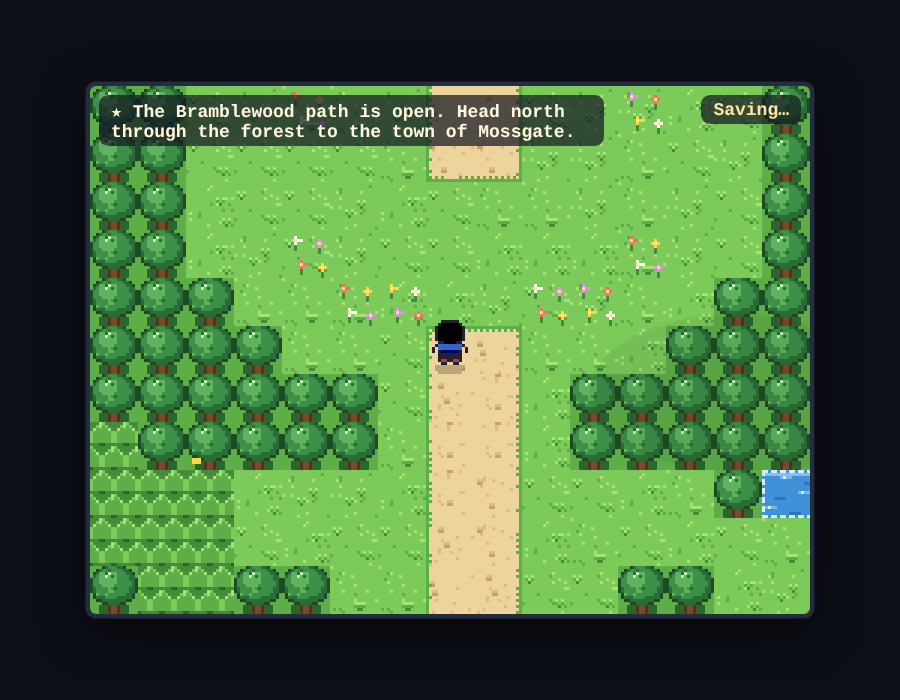 ★ The Bramblewood path is open. Head north
through the forest to the town of Mossgate.
Saving…